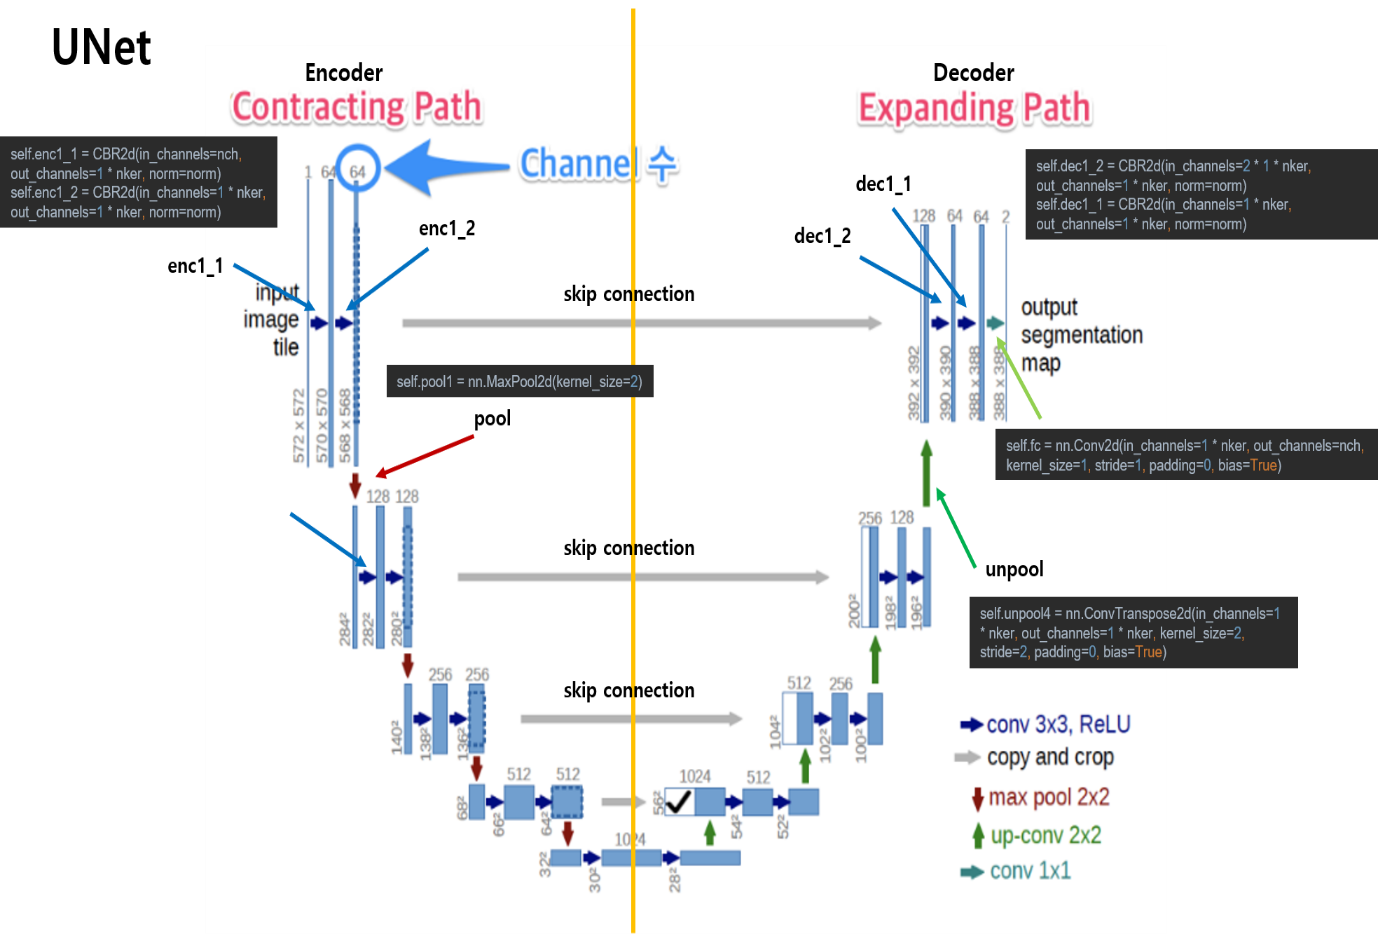 UNet
Encoder
Contracting Path
Decoder
Expanding Path
self.enc1_1 = CBR2d(in_channels=nch,
out_channels=1 * nker, norm=norm)
self.enc1_2 = CBR2d(in_channels=1 * nker,
out_channels=1 * nker, norm=norm)
1 64 64
Channel 수
self.dec1_2 = CBR2d(in_channels=2 * 1 * nker,
out_channels=1 * nker, norm=norm)
self.dec1_1 = CBR2d(in_channels=1 * nker,
out_channels=1 * nker, norm=norm)
dec1_1
128 64 64 2
enc1_2
dec1_2
enc1_1
input
image
tile
skip connection
output
segmentation
map
572 x 572
570 x 570
568 x 568
392 x 392
390 x 390
388 x 388
388 x 388
self.pool1 = nn.MaxPool2d(kernel_size=2)
pool
self.fc = nn.Conv2d(in_channels=1 * nker, out_channels=nch,
kernel_size=1, stride=1, padding=0, bias=True)
128 128
256 128
skip connection
unpool
284²
282²
280²
200²
198²
196²
self.unpool4 = nn.ConvTranspose2d(in_channels=1
* nker, out_channels=1 * nker, kernel_size=2,
stride=2, padding=0, bias=True)
256 256
512 256
skip connection
140²
138²
136²
104²
102²
100²
conv 3x3, ReLU
copy and crop
max pool 2x2
up-conv 2x2
conv 1x1
512 512
1024 512
68²
66²
64²
56²
54²
52²
1024
32²
30²
28²